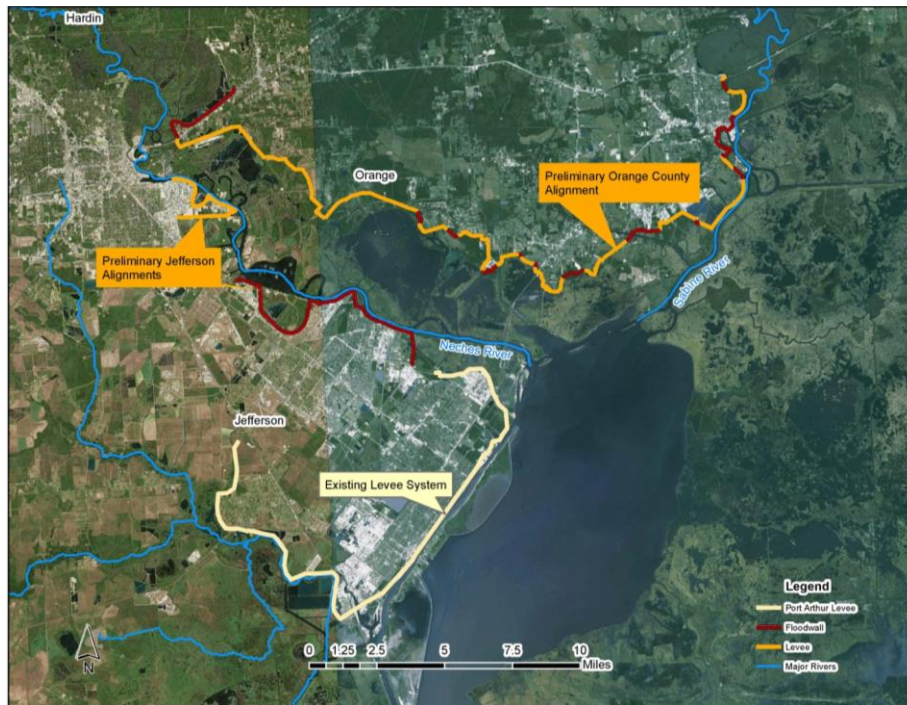 Hardin
Orange
Preliminary Orange County
Alignment
Preliminary Jefferson
Alignments
Sabine River
Neches River
Jefferson
Existing Levee System
Legend
Port Arthur Levee
Floodwall
Levee
Major Rivers
N
0 1.25 2.5 5 7.5 10
Miles